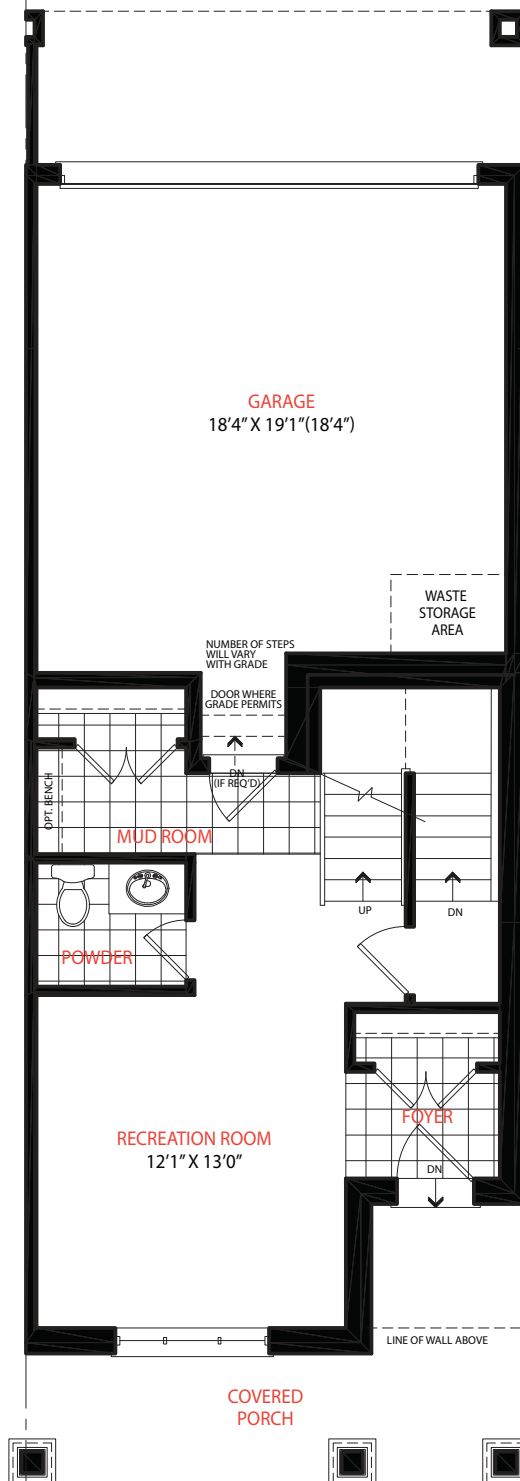 GARAGE
18'4" X 19'1"(18'4")
WASTE
STORAGE
AREA
NUMBER OF STEPS
WILL VARY
WITH GRADE
DOOR WHERE
GRADE PERMITS
DN
(IF REQ'D)
OPT. BENCH
MUD ROOM
UP
DN
POWDER
FOYER
RECREATION ROOM
12'1" X 13'0"
DN
LINE OF WALL ABOVE
COVERED
PORCH